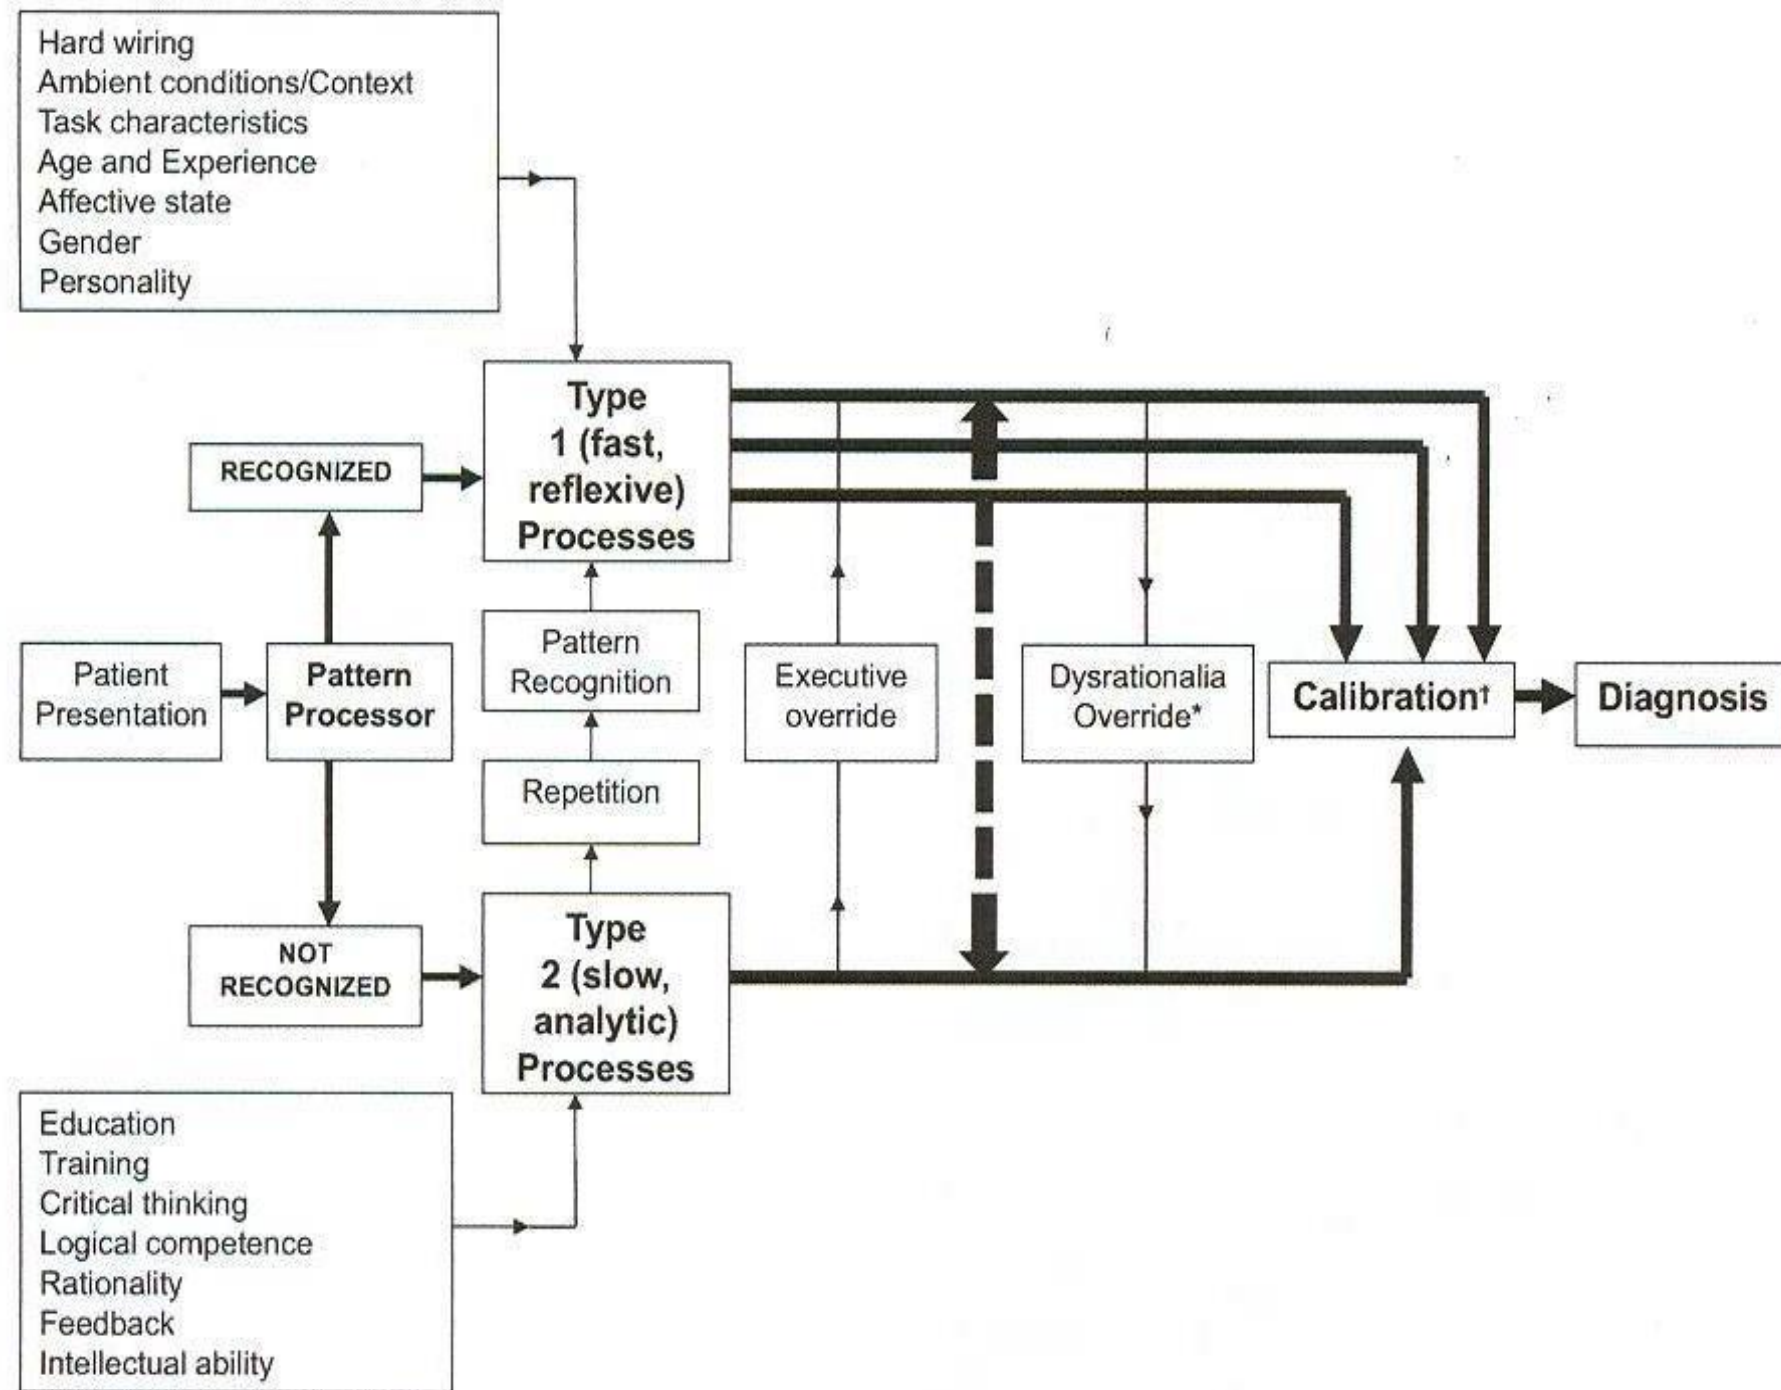 Hard wiring
Ambient conditions/Context
Task characteristics
Age and Experience
Affective state
Gender
Personality
Type
1 (fast,
reflexive)
Processes
RECOGNIZED
Patient
Presentation
Pattern
Processor
Pattern
Recognition
Repetition
Executive
override
Dysrationalia
Override*
Calibration†
Diagnosis
NOT
RECOGNIZED
Type
2 (slow,
analytic)
Processes
Education
Training
Critical thinking
Logical competence
Rationality
Feedback
Intellectual ability